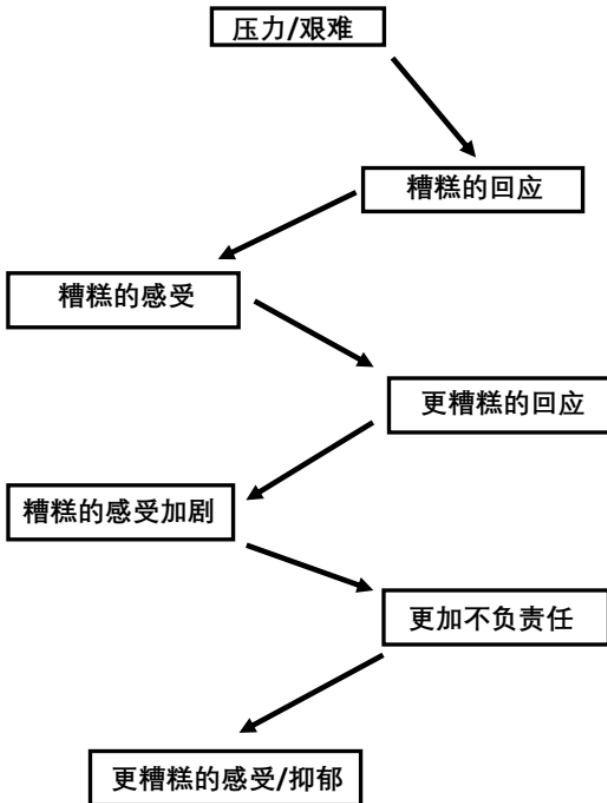 压力/艰难
糟糕的回应
糟糕的感受
更糟糕的回应
糟糕的感受加剧
更加不负责任
更糟糕的感受/抑郁